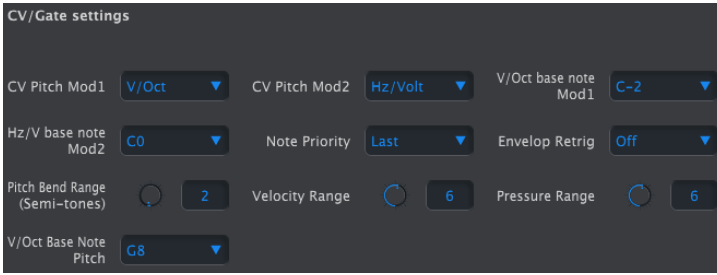 CV/Gate settings
CV Pitch Mod1 V/Oct CV Pitch Mod2 Hz/Volt V/Oct base note
Mod1 C-2
Hz/V base note
Mod2 C0 Note Priority Last Envelop Retrig Off
Pitch Bend Range
(Semi-tones) 2 Velocity Range 6 Pressure Range 6
V/Oct Base Note
Pitch G8